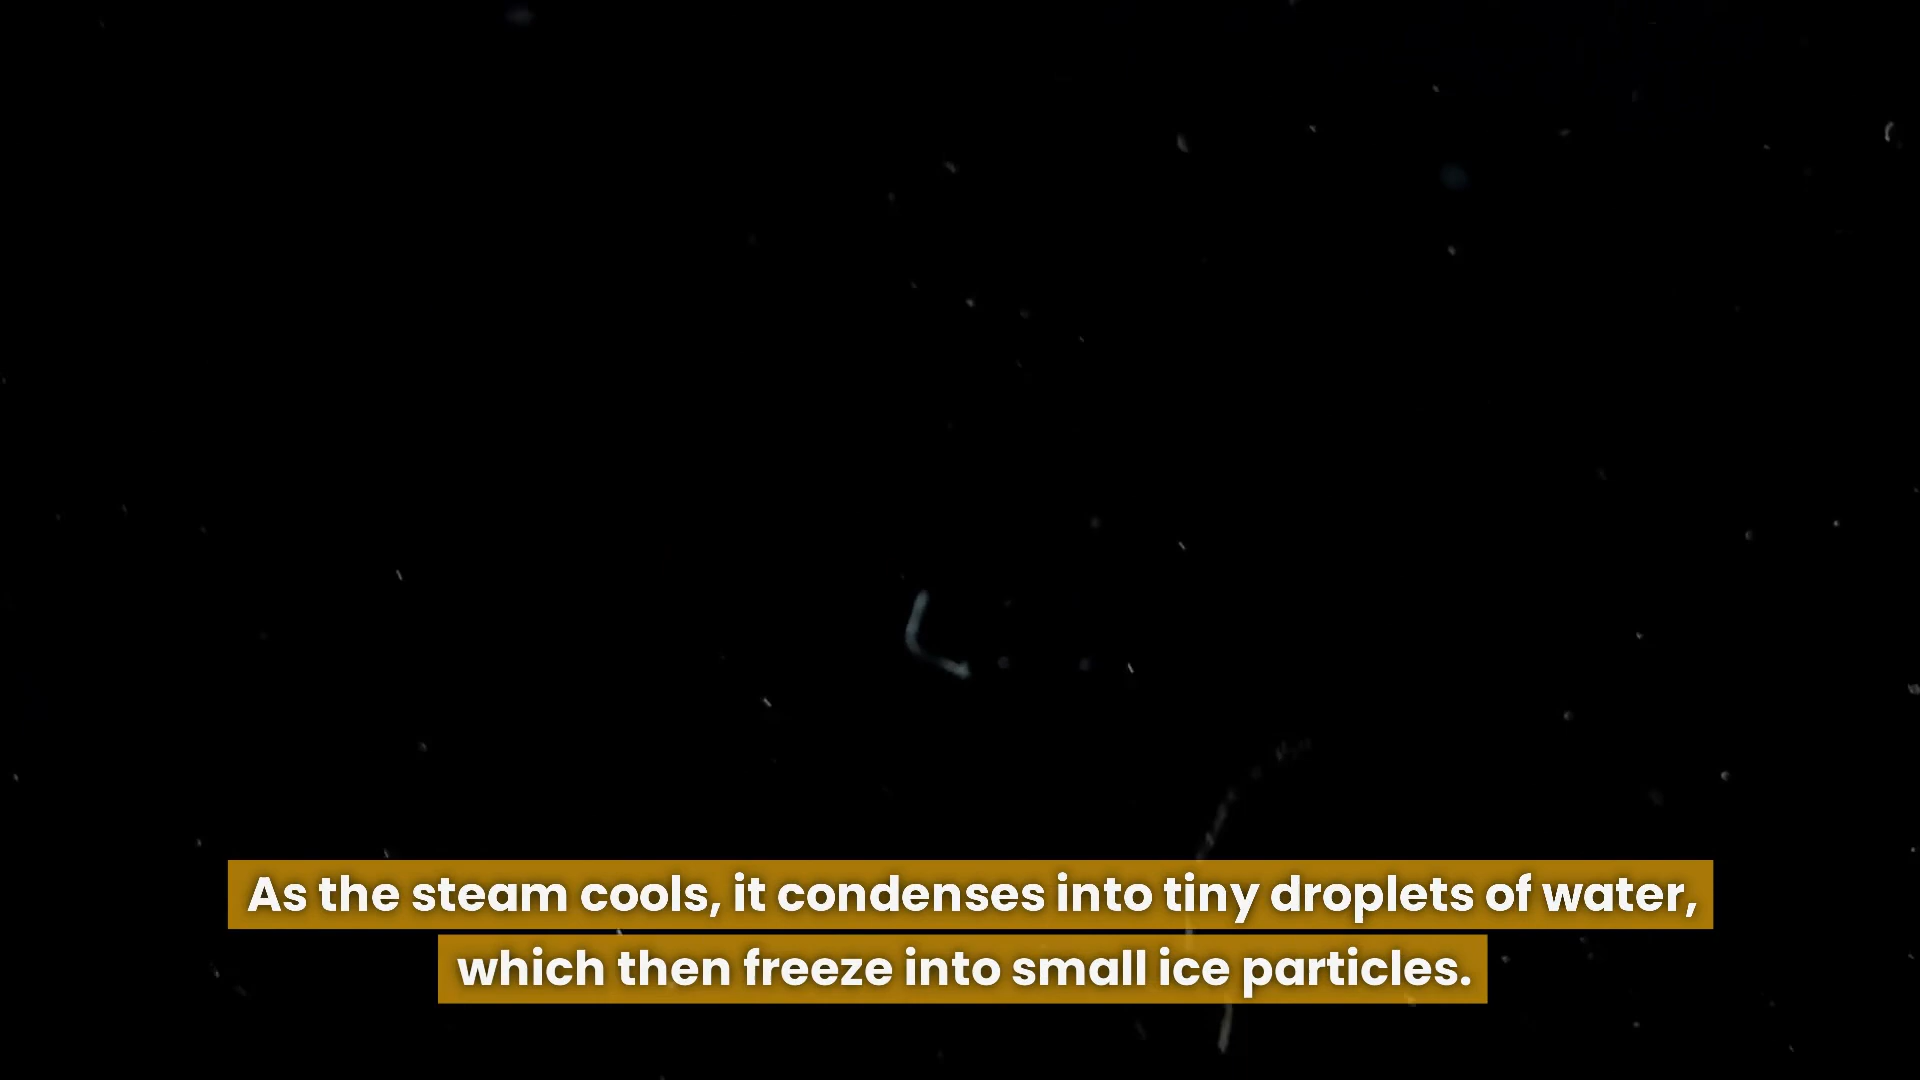 As the steam cools, it condenses into tiny droplets of water,
which then freeze into small ice particles.